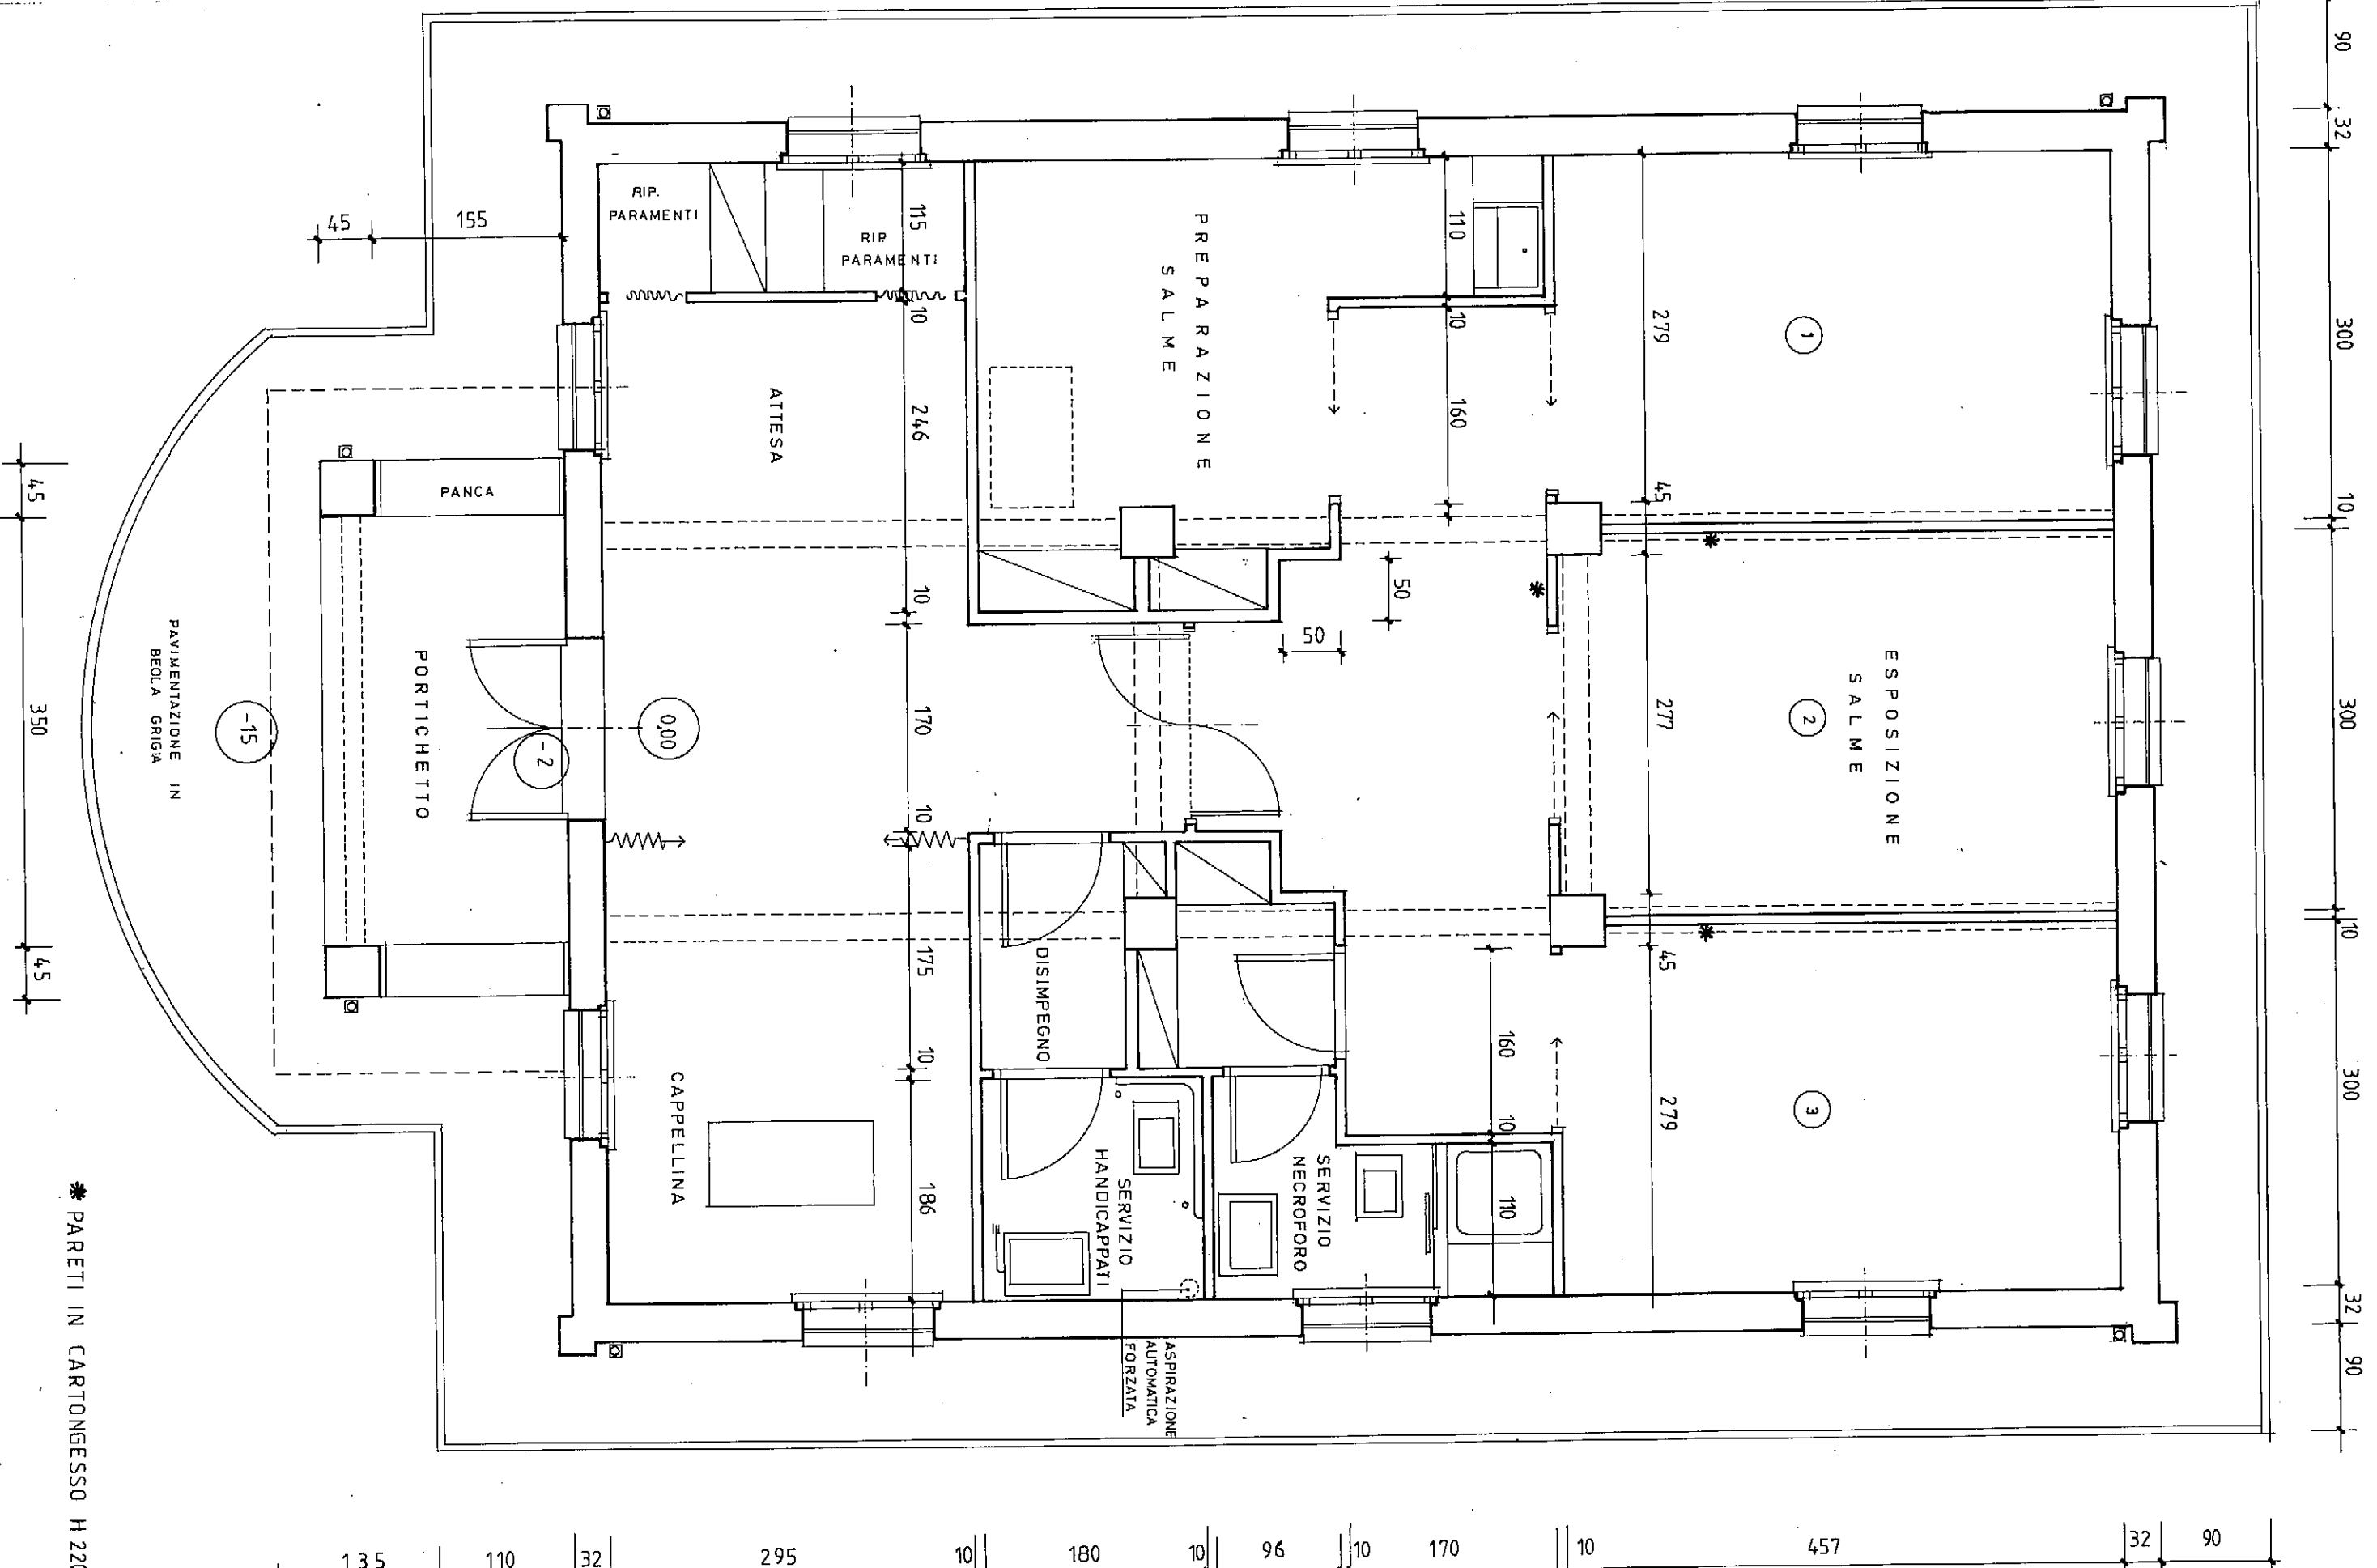 90
32
300
10
300
10
300
32
90
RIP.
PARAMENTI
RIP.
PARAMENTI
115
10
246
10
170
10
175
10
186
155
45
ATTESA
PREPARAZIONE
SALME
110
10
160
279
45
277
45
279
1
ESPOSIZIONE
SALME
2
3
50
50
PANCA
PORTICHETTO
-2
0,00
-15
PAVIMENTAZIONE IN
BEOLA GRIGIA
45
350
45
DISIMPEGNO
CAPPELLINA
SERVIZIO
HANDICAPPATI
SERVIZIO
NECROFORO
160
10
110
ASPIRAZIONE
AUTOMATICA
FORZATA
* PARETI IN CARTONGESSO H 220
*
*
*
135
110
32
295
10
180
10
96
10
170
10
457
32
90